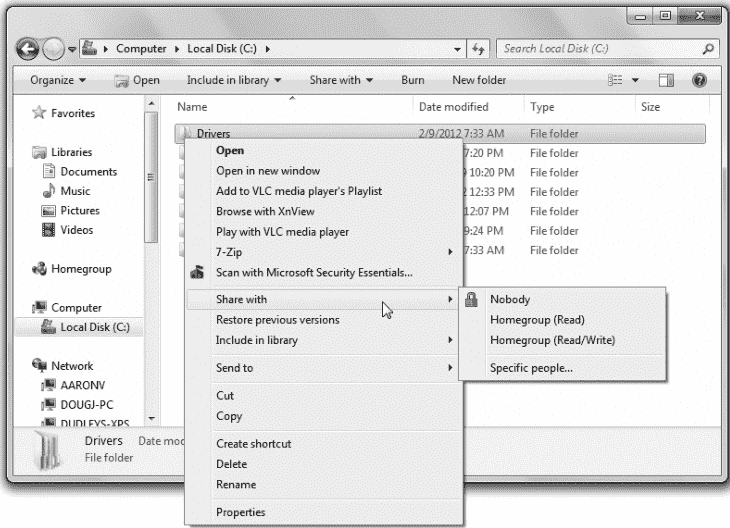 Computer ▸ Local Disk (C:) ▸
Search Local Disk (C:)
Organize ▼ Open Include in library ▼ Share with ▼ Burn New folder
Name Date modified Type Size
Favorites
Libraries
Documents
Music
Pictures
Videos
Homegroup
Computer
Local Disk (C:)
Network
AARONV
DOUGJ-PC
DUDLEYS-XPS
Drivers 2/9/2012 7:33 AM File folder
7:20 PM File folder
10:20 PM File folder
12:33 PM File folder
12:07 PM File folder
9:24 PM File folder
7:33 AM File folder
Open
Open in new window
Add to VLC media player's Playlist
Browse with XnView
Play with VLC media player
7-Zip
Scan with Microsoft Security Essentials...
Share with
Restore previous versions
Include in library
Send to
Cut
Copy
Create shortcut
Delete
Rename
Properties
Nobody
Homegroup (Read)
Homegroup (Read/Write)
Specific people...
Drivers Date mod
File folder